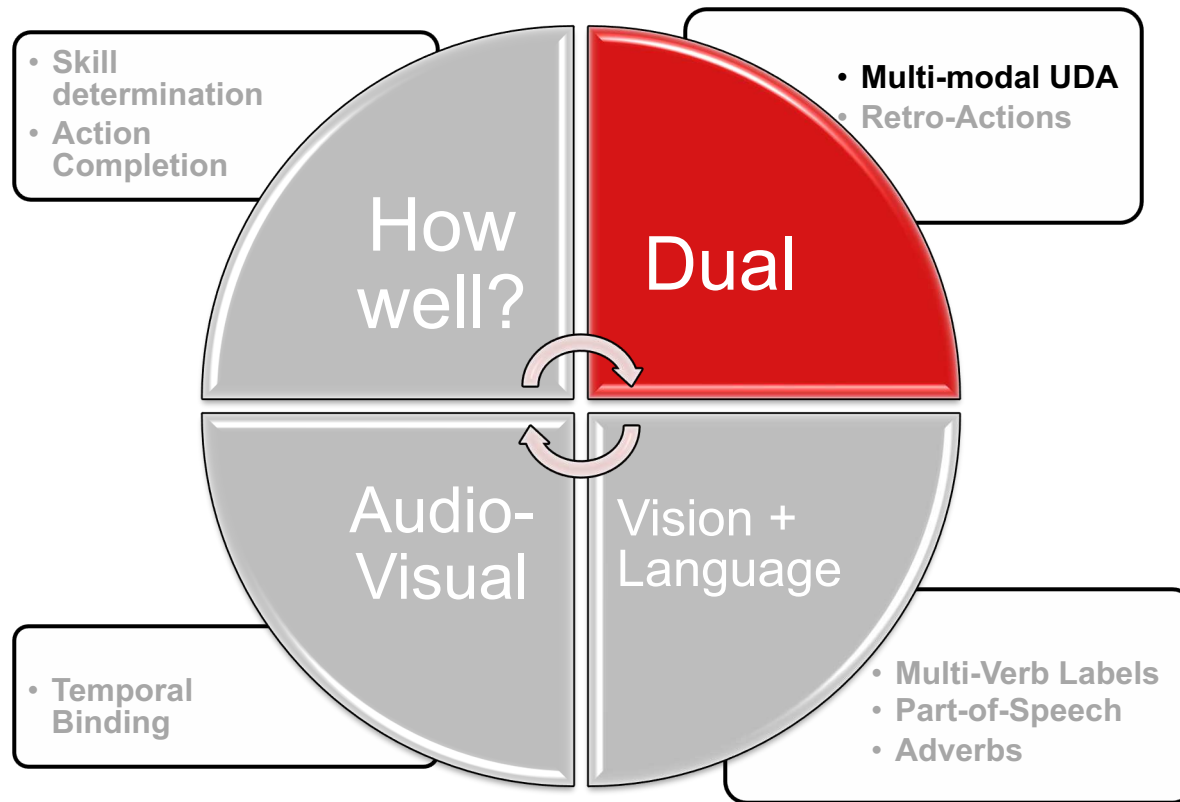 • Skill
determination
• Action
Completion
• Multi-modal UDA
• Retro-Actions
How
well?
Dual
Audio-
Visual
Vision +
Language
• Temporal
Binding
• Multi-Verb Labels
• Part-of-Speech
• Adverbs